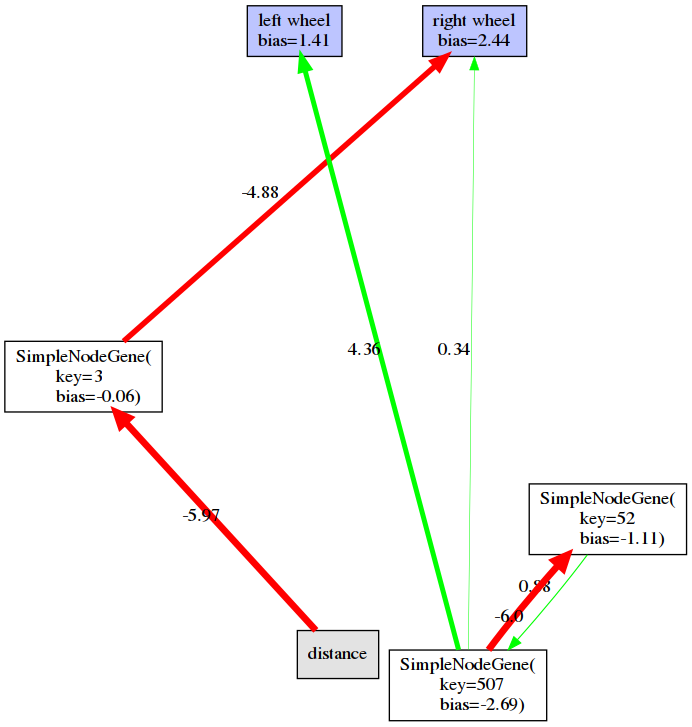 left wheel
bias=1.41
right wheel
bias=2.44
-4.88
4.36
0.34
SimpleNodeGene(
key=3
bias=-0.06)
-5.97
SimpleNodeGene(
key=52
bias=-1.11)
0.88
-6.0
distance
SimpleNodeGene(
key=507
bias=-2.69)